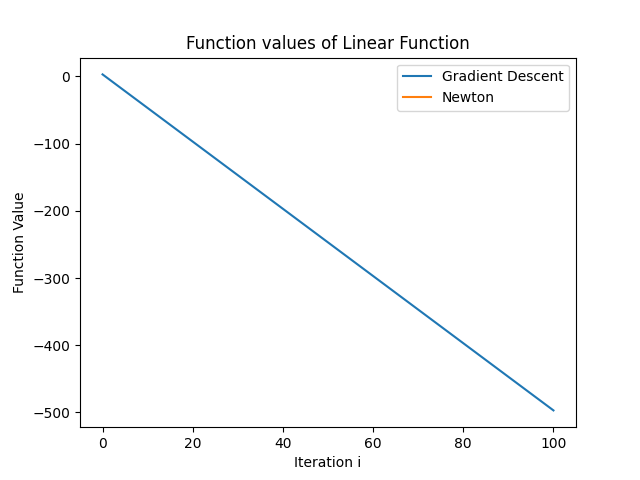 Function values of Linear Function
Gradient Descent
Newton
0
−100
−200
−300
−400
−500
Function Value
0 20 40 60 80 100
Iteration i